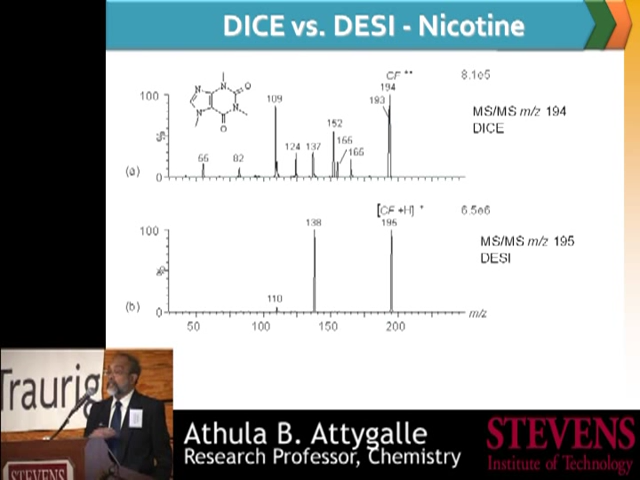 DICE vs. DESI - Nicotine
CF +•
8.1e5
100
109
194
193
152
165
166
124
137
66
82
%
0
(a)
MS/MS m/z 194
DICE
N
N
N
N
O
O
[CF +H] +
6.5e6
100
138
195
110
%
0
(b)
MS/MS m/z 195
DESI
50
100
150
200
m/z
Traurig
STEVENS
Athula B. Attygalle
Research Professor, Chemistry
STEVENS
Institute of Technology